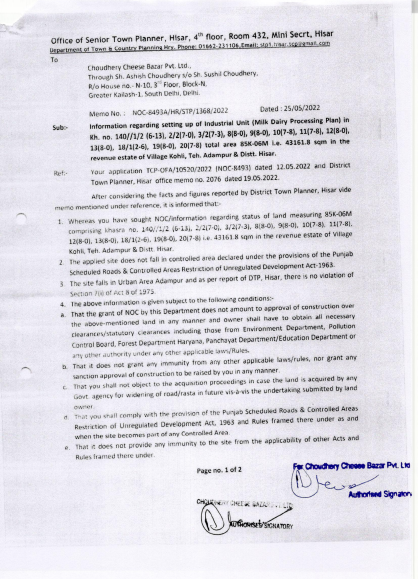 Office of Senior Town Planner, Hisar, 4th floor, Room 432, Mini Secrt, Hisar
Department of Town & Country Planning Hry, Phone: 01662-231106, Email: stp1.hisar.tcp@gmail.com
To
Choudhery Cheese Bazar Pvt. Ltd.,
Through Sh. Ashish Choudhery s/o Sh. Sushil Choudhery,
R/o House no.- N-10, 3rd Floor, Block-N,
Greater Kailash-1, South Delhi, Delhi.
Memo No. : NOC-8493A/HR/STP/1368/2022 Dated : 25/05/2022
Sub:- Information regarding setting up of Industrial Unit (Milk Dairy Processing Plan) in
Kh. no. 140//1/2 (6-13), 2/2(7-0), 3/2(7-3), 8(8-0), 9(8-0), 10(7-8), 11(7-8), 12(8-0),
13(8-0), 18/1(2-6), 19(8-0), 20(7-8) total area 85K-06M i.e. 43161.8 sqm in the
revenue estate of Village Kohli, Teh. Adampur & Distt. Hisar.
Ref:- Your application TCP-OFA/10520/2022 (NOC-8493) dated 12.05.2022 and District
Town Planner, Hisar office memo no. 2076 dated 19.05.2022.
After considering the facts and figures reported by District Town Planner, Hisar vide
memo mentioned under reference, it is informed that:-
1. Whereas you have sought NOC/information regarding status of land measuring 85K-06M
comprising khasra no. 140//1/2 (6-13), 2/2(7-0), 3/2(7-3), 8(8-0), 9(8-0), 10(7-8), 11(7-8),
12(8-0), 13(8-0), 18/1(2-6), 19(8-0), 20(7-8) i.e. 43161.8 sqm in the revenue estate of Village
Kohli, Teh. Adampur & Distt. Hisar.
2. The applied site does not fall in controlled area declared under the provisions of the Punjab
Scheduled Roads & Controlled Areas Restriction of Unregulated Development Act-1963.
3. The site falls in Urban Area Adampur and as per report of DTP, Hisar, there is no violation of
Section 7(i) of Act 8 of 1975.
4. The above information is given subject to the following conditions:-
a. That the grant of NOC by this Department does not amount to approval of construction over
the above-mentioned land in any manner and owner shall have to obtain all necessary
clearances/statutory clearances including those from Environment Department, Pollution
Control Board, Forest Department Haryana, Panchayat Department/Education Department or
any other authority under any other applicable laws/Rules.
b. That it does not grant any immunity from any other applicable laws/rules, nor grant any
sanction approval of construction to be raised by you in any manner.
c. That you shall not object to the acquisition proceedings in case the land is acquired by any
Govt. agency for widening of road/rasta in future vis-à-vis the undertaking submitted by land
owner.
d. That you shall comply with the provision of the Punjab Scheduled Roads & Controlled Areas
Restriction of Unregulated Development Act, 1963 and Rules framed there under as and
when the site becomes part of any Controlled Area.
e. That it does not provide any immunity to the site from the applicability of other Acts and
Rules framed there under.
Page no. 1 of 2
For Choudhery Cheese Bazar Pvt. Ltd
Authorised Signatory
CHOUDHERY CHEESE BAZAR PVT LTD
AUTHORISED SIGNATORY